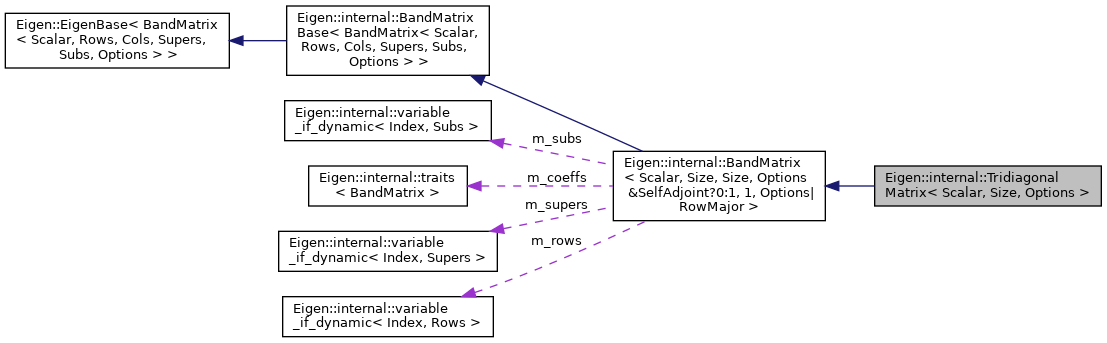 Eigen::EigenBase< BandMatrix
< Scalar, Rows, Cols, Supers,
Subs, Options > >
Eigen::internal::BandMatrix
Base< BandMatrix< Scalar,
Rows, Cols, Supers, Subs,
Options > >
Eigen::internal::variable
_if_dynamic< Index, Subs >
m_subs
Eigen::internal::traits
< BandMatrix >
m_coeffs
Eigen::internal::variable
_if_dynamic< Index, Supers >
m_supers
Eigen::internal::variable
_if_dynamic< Index, Rows >
m_rows
Eigen::internal::BandMatrix
< Scalar, Size, Size, Options
&SelfAdjoint?0:1, 1, Options|
RowMajor >
Eigen::internal::Tridiagonal
Matrix< Scalar, Size, Options >